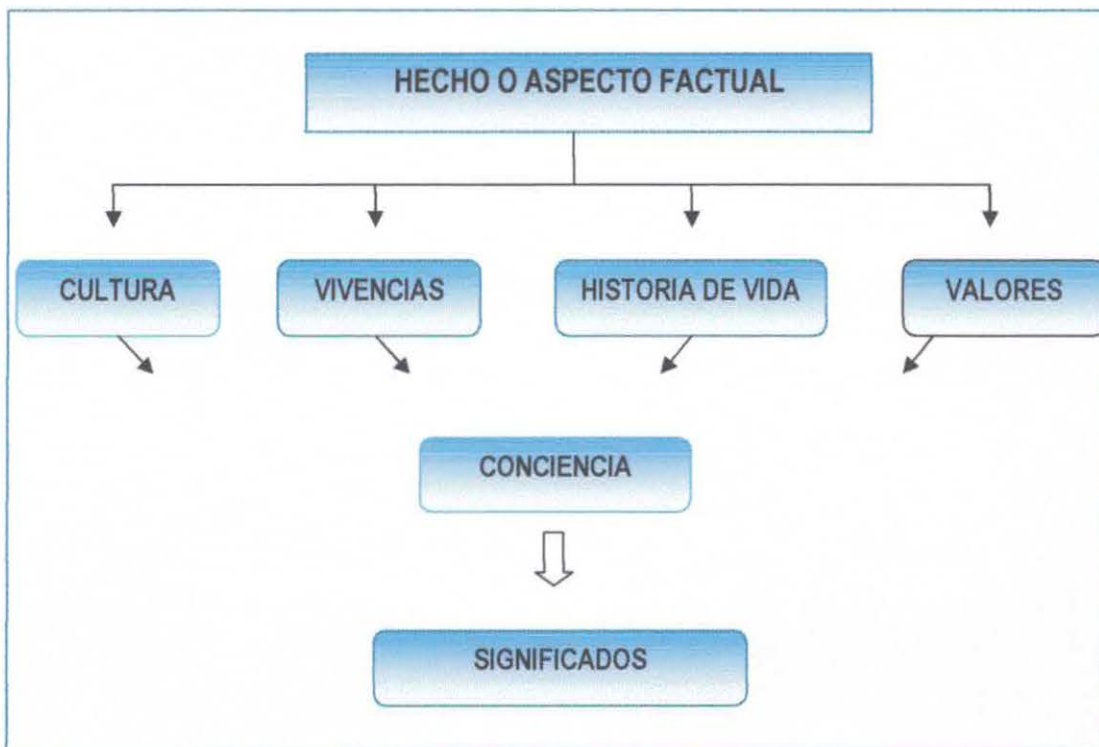 HECHO O ASPECTO FACTUAL
CULTURA
VIVENCIAS
HISTORIA DE VIDA
VALORES
CONCIENCIA
SIGNIFICADOS